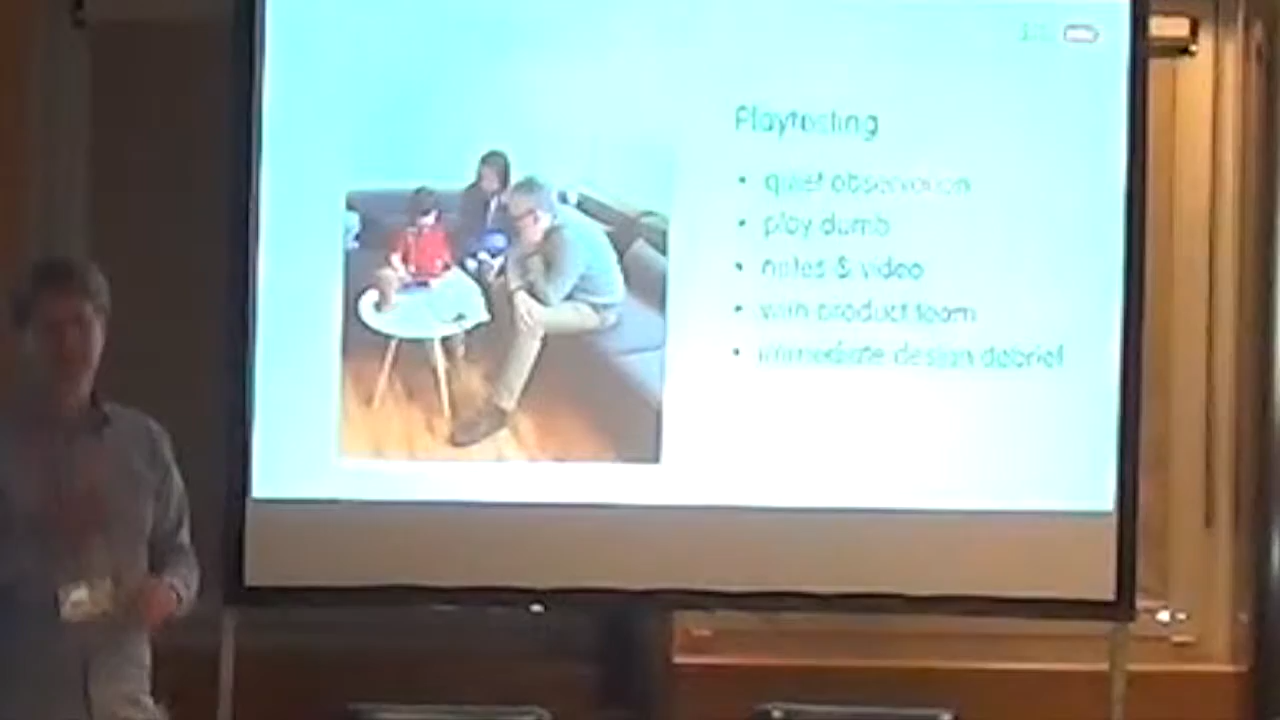 Playtesting
• quiet observation
• play dumb
• notes & video
• with product team
• immediate design debrief